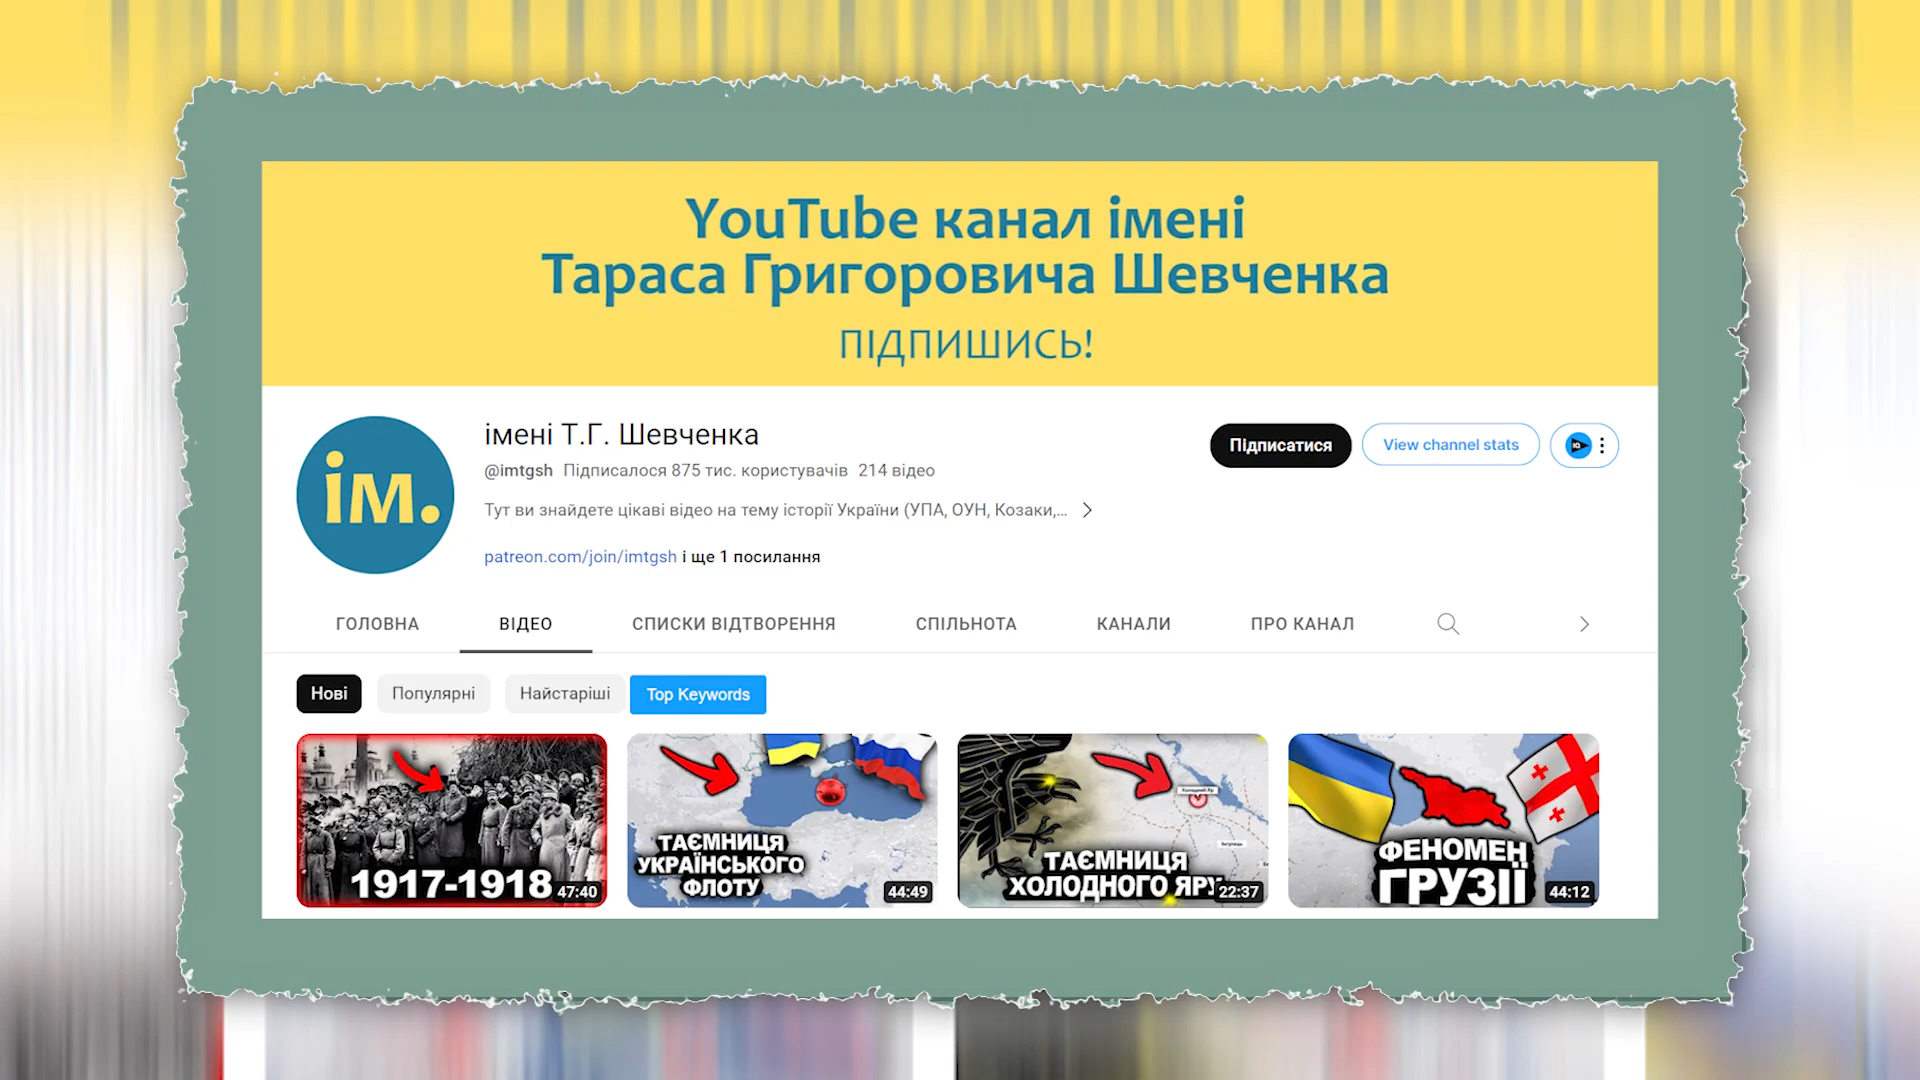 YouTube канал імені
Тараса Григоровича Шевченка
ПІДПИШИСЬ!
ім.
імені Т.Г. Шевченка
@imtgsh Підписалося 875 тис. користувачів 214 відео
Тут ви знайдете цікаві відео на тему історії України (УПА, ОУН, Козаки,...
patreon.com/join/imtgsh і ще 1 посилання
Підписатися
View channel stats
ГОЛОВНА ВІДЕО СПИСКИ ВІДТВОРЕННЯ СПІЛЬНОТА КАНАЛИ ПРО КАНАЛ
Нові Популярні Найстаріші Top Keywords
1917-1918
47:40
ТАЄМНИЦЯ
УКРАЇНСЬКОГО
ФЛОТУ
44:49
Холодний Яр
ТАЄМНИЦЯ
ХОЛОДНОГО ЯРУ
22:37
ФЕНОМЕН
ГРУЗІЇ
44:12